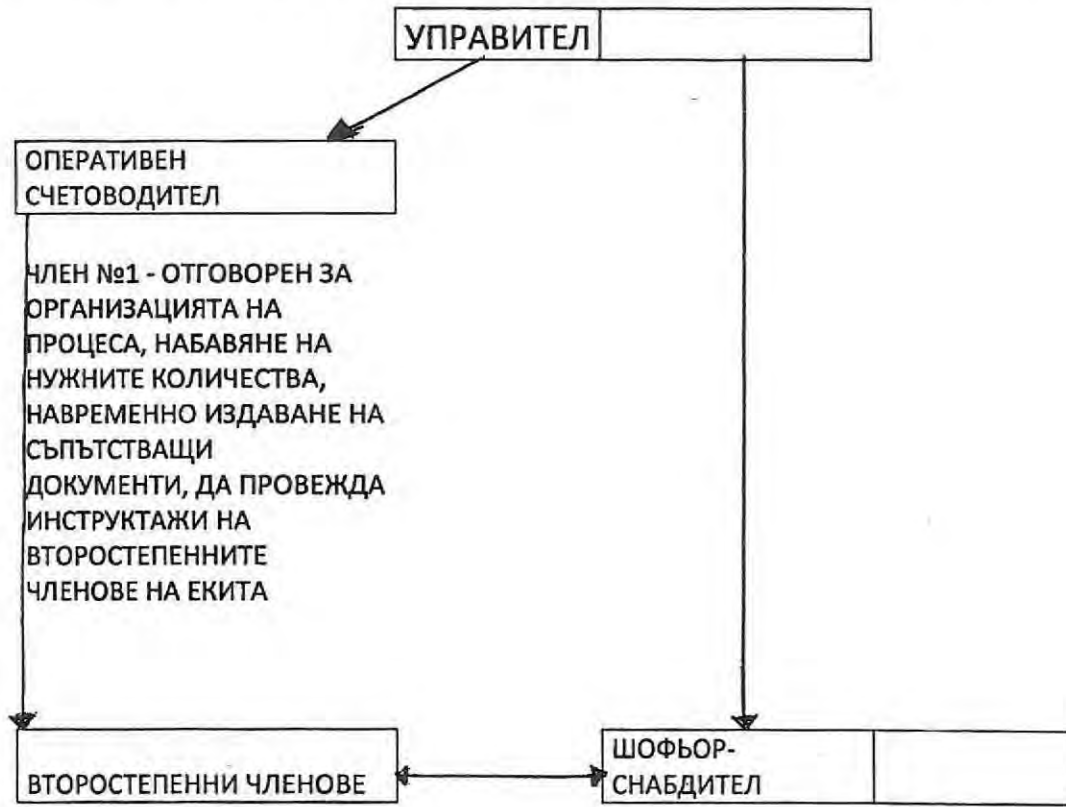 УПРАВИТЕЛ
ОПЕРАТИВЕН
СЧЕТОВОДИТЕЛ
ЧЛЕН №1 - ОТГОВОРЕН ЗА
ОРГАНИЗАЦИЯТА НА
ПРОЦЕСА, НАБАВЯНЕ НА
НУЖНИТЕ КОЛИЧЕСТВА,
НАВРЕМЕННО ИЗДАВАНЕ НА
СЪПЪТСТВАЩИ
ДОКУМЕНТИ, ДА ПРОВЕЖДА
ИНСТРУКТАЖИ НА
ВТОРОСТЕПЕННИТЕ
ЧЛЕНОВЕ НА ЕКИТА
ВТОРОСТЕПЕННИ ЧЛЕНОВЕ
ШОФЬОР-
СНАБДИТЕЛ